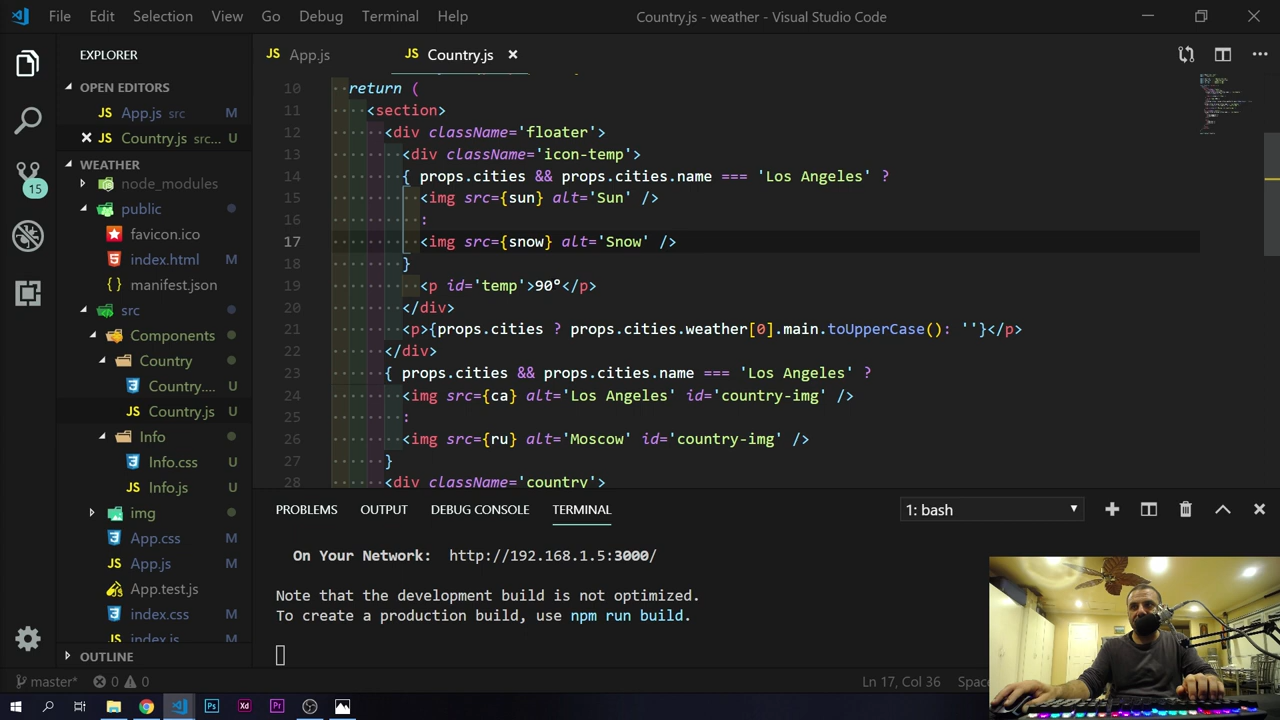 File Edit Selection View Go Debug Terminal Help Country.js - weather - Visual Studio Code
EXPLORER
OPEN EDITORS
JS App.js src M
JS Country.js src... U
WEATHER
node_modules
public
favicon.ico
index.html M
{} manifest.json
src
Components
Country
Country.... U
JS Country.js U
Info
Info.css U
JS Info.js U
img
App.css M
JS App.js M
App.test.js
index.css M
JS index.js M
OUTLINE
15
JS App.js JS Country.js
10 return (
11 <section>
12 <div className='floater'>
13 <div className='icon-temp'>
14 { props.cities && props.cities.name === 'Los Angeles' ?
15 <img src={sun} alt='Sun' />
16 :
17 <img src={snow} alt='Snow' />
18 }
19 <p id='temp'>90°</p>
20 </div>
21 <p>{props.cities ? props.cities.weather[0].main.toUpperCase(): ''}</p>
22 </div>
23 { props.cities && props.cities.name === 'Los Angeles' ?
24 <img src={ca} alt='Los Angeles' id='country-img' />
25 :
26 <img src={ru} alt='Moscow' id='country-img' />
27 }
28 <div className='country'>
PROBLEMS OUTPUT DEBUG CONSOLE TERMINAL 1: bash
On Your Network: http://192.168.1.5:3000/
Note that the development build is not optimized.
To create a production build, use npm run build.
master* 0 0 Ln 17, Col 36
Ps Xd Pr